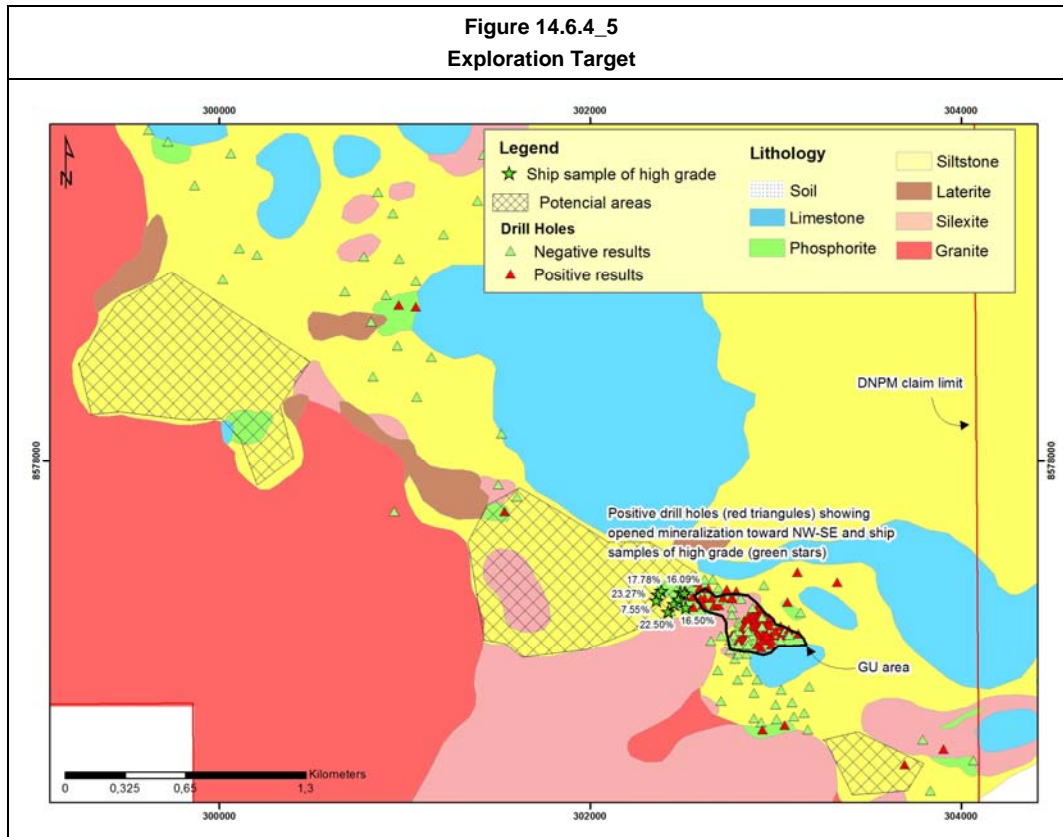 Figure 14.6.4_5
Exploration Target
300000
302000
304000
Legend
Ship sample of high grade
Potencial areas
Drill Holes
Negative results
Positive results
Lithology
Soil
Limestone
Phosphorite
Siltstone
Laterite
Silexite
Granite
N
DNPM claim limit
8578000
8578000
Positive drill holes (red triangules) showing
opened mineralization toward NW-SE and ship
samples of high grade (green stars)
17.78%
16.09%
23.27%
7.55%
22.50%
16.50%
GU area
Kilometers
0
0,325
0,65
1,3
300000
302000
304000